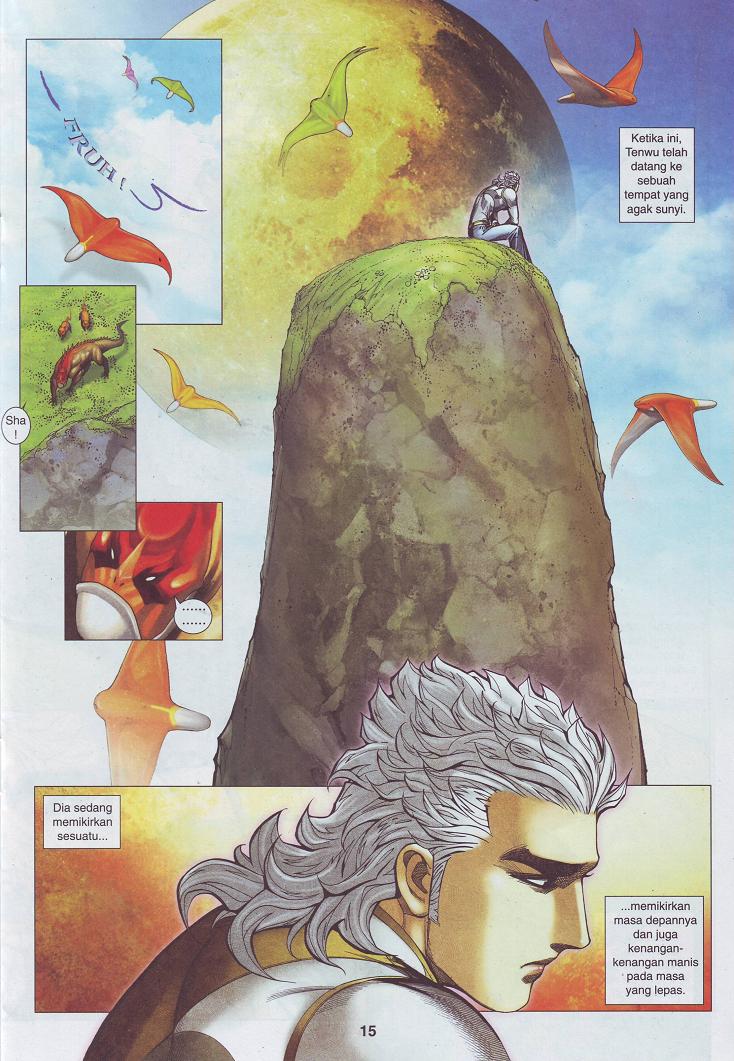 FRUH!
Ketika ini,
Tenwu telah
datang ke
sebuah
tempat yang
agak sunyi.
Sha
!
......
......
Dia sedang
memikirkan
sesuatu...
...memikirkan
masa depannya
dan juga
kenangan-
kenangan manis
pada masa
yang lepas.
15